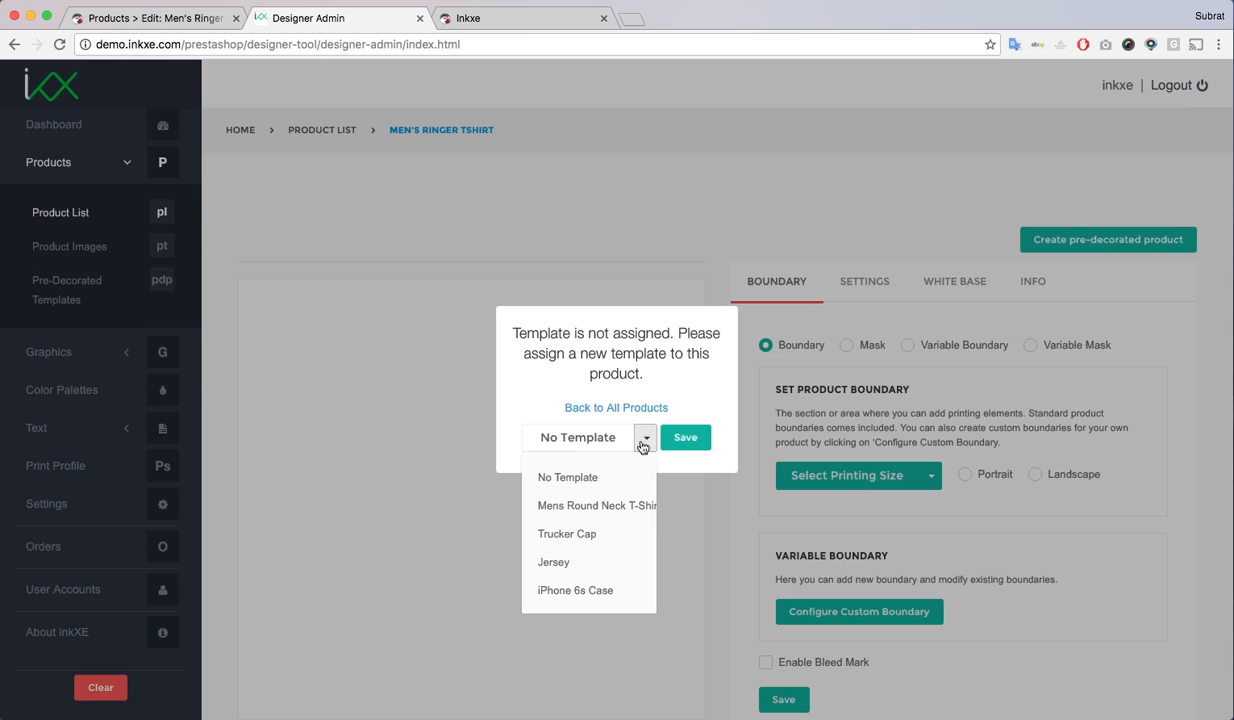 Products > Edit: Men's Ringer
Designer Admin
Inkxe
Subrat
demo.inkxe.com/prestashop/designer-tool/designer-admin/index.html
ebay
ikx
inkxe | Logout
Dashboard
Products P
Product List pl
Product Images pt
Pre-Decorated Templates pdp
Graphics G
Color Palettes
Text
Print Profile Ps
Settings
Orders O
User Accounts
About inkXE
Clear
HOME > PRODUCT LIST > MEN'S RINGER TSHIRT
Create pre-decorated product
BOUNDARY SETTINGS WHITE BASE INFO
Boundary Mask Variable Boundary Variable Mask
SET PRODUCT BOUNDARY
The section or area where you can add printing elements. Standard product
boundaries comes included. You can also create custom boundaries for your own
product by clicking on 'Configure Custom Boundary.
Select Printing Size Portrait Landscape
VARIABLE BOUNDARY
Here you can add new boundary and modify existing boundaries.
Configure Custom Boundary
Enable Bleed Mark
Save
Template is not assigned. Please
assign a new template to this
product.
Back to All Products
No Template Save
No Template
Mens Round Neck T-Shir
Trucker Cap
Jersey
iPhone 6s Case